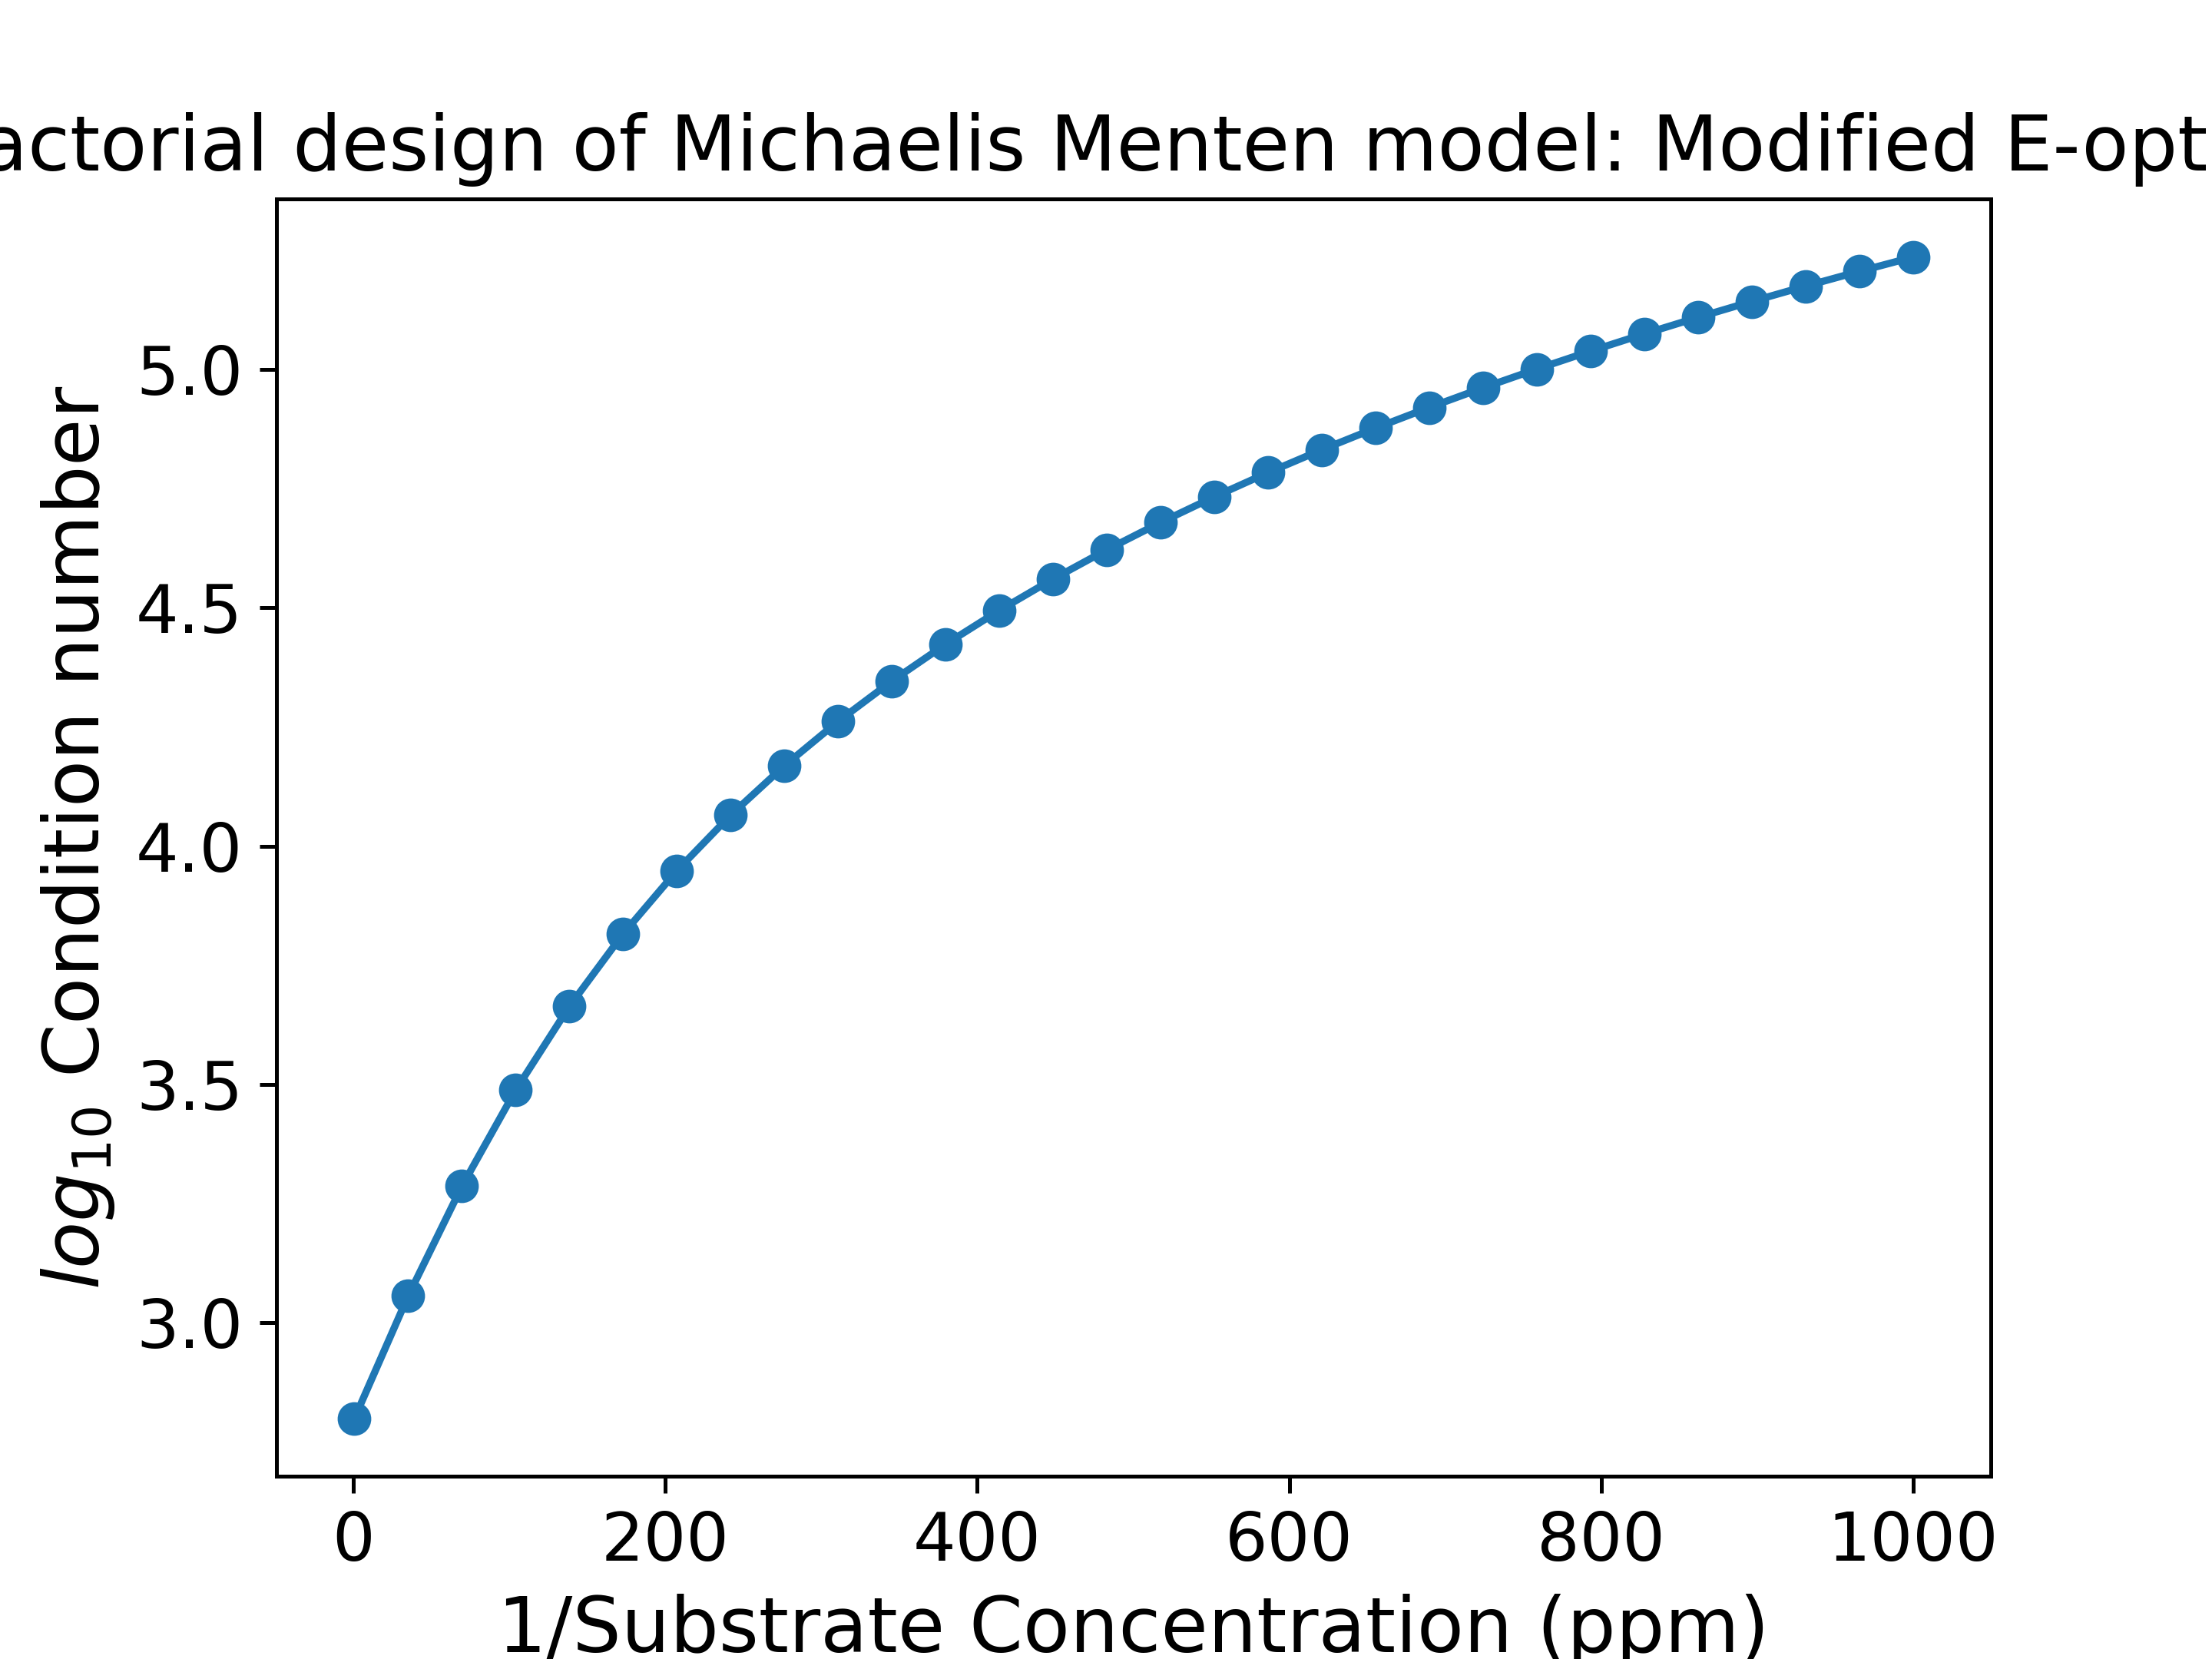 actorial design of Michaelis Menten model: Modified E-opt
log10 Condition number
5.0
4.5
4.0
3.5
3.0
0 200 400 600 800 1000
1/Substrate Concentration (ppm)